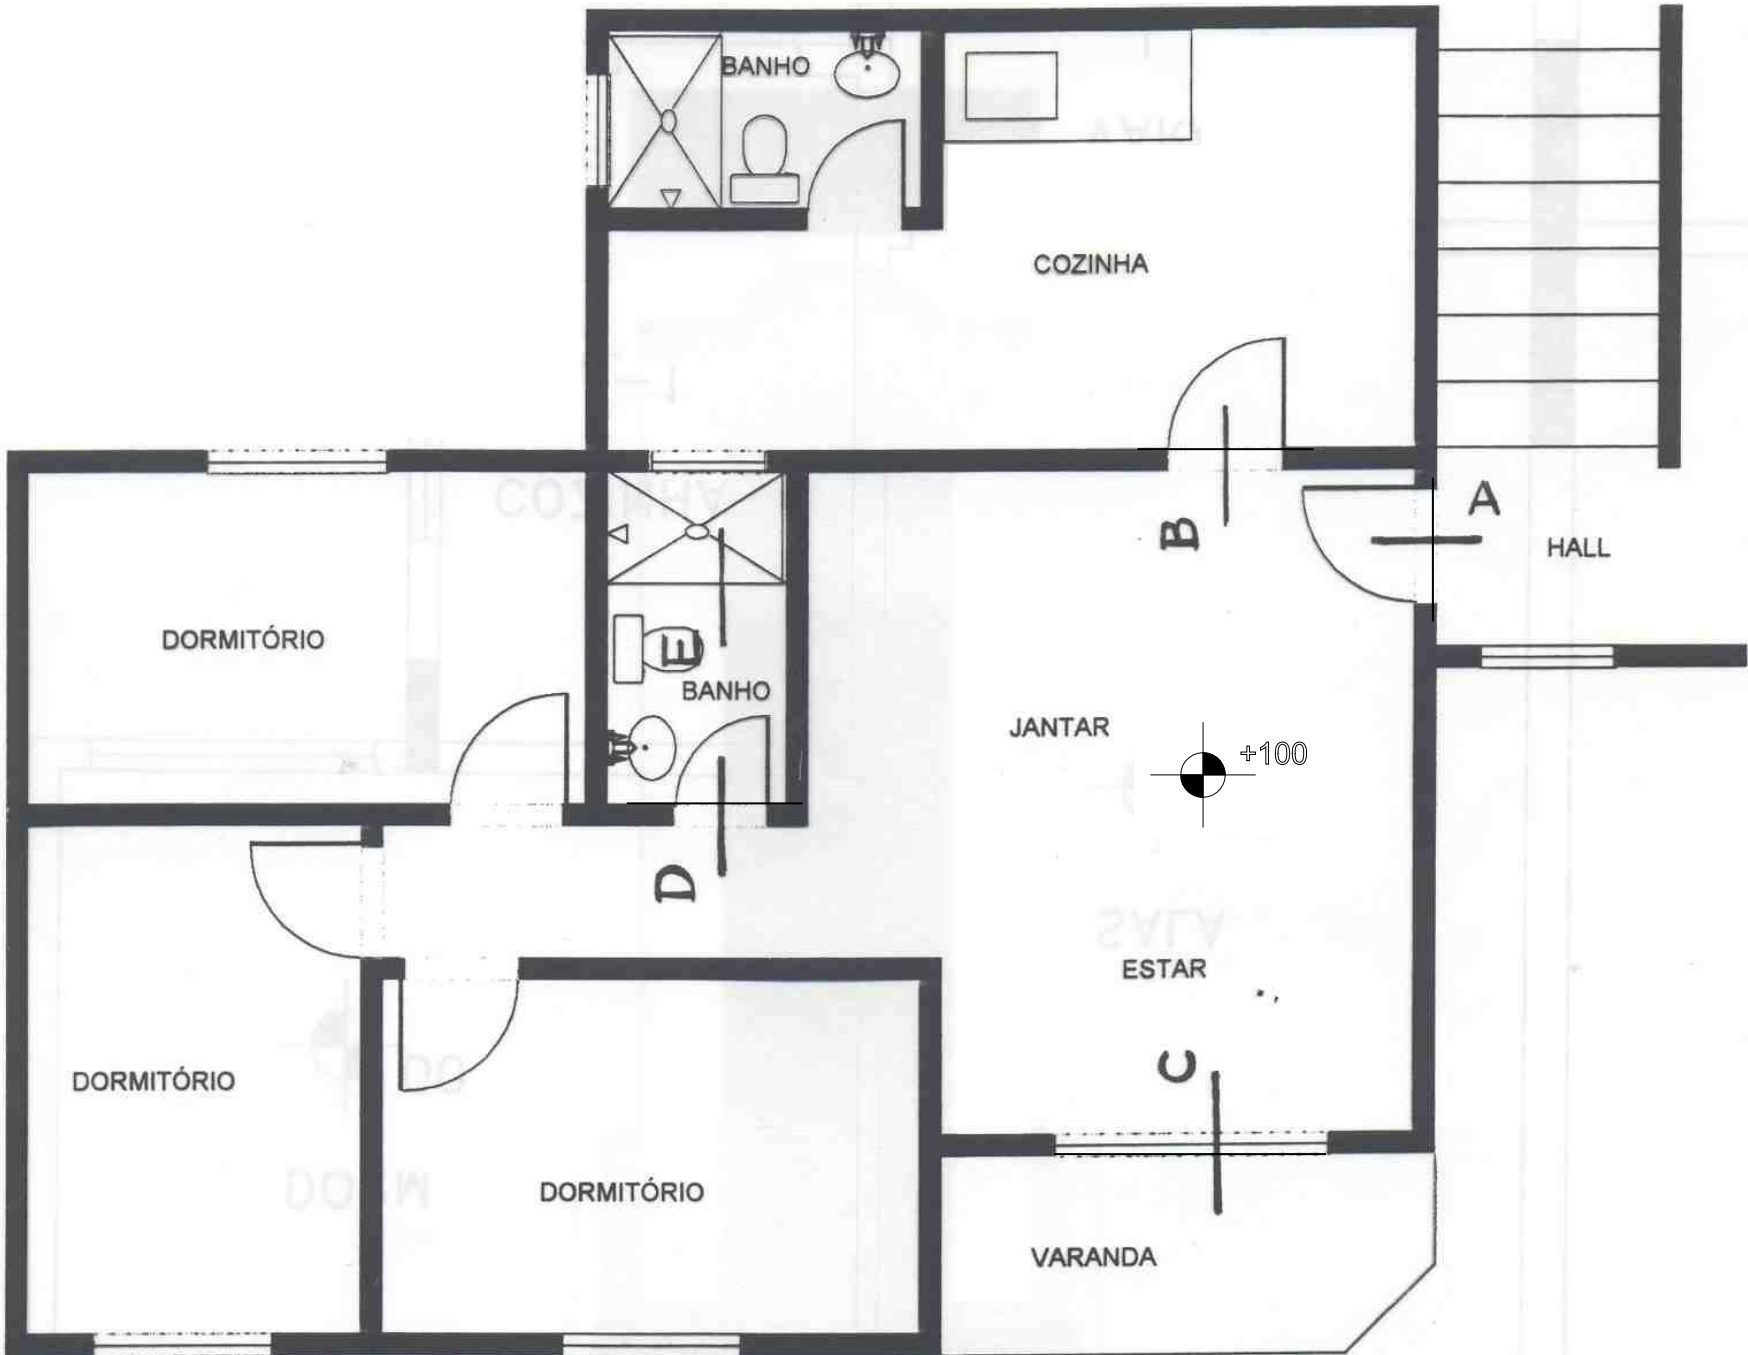 BANHO
COZINHA
A
B
HALL
DORMITÓRIO
E
BANHO
JANTAR
+100
D
ESTAR
C
DORMITÓRIO
DORMITÓRIO
VARANDA